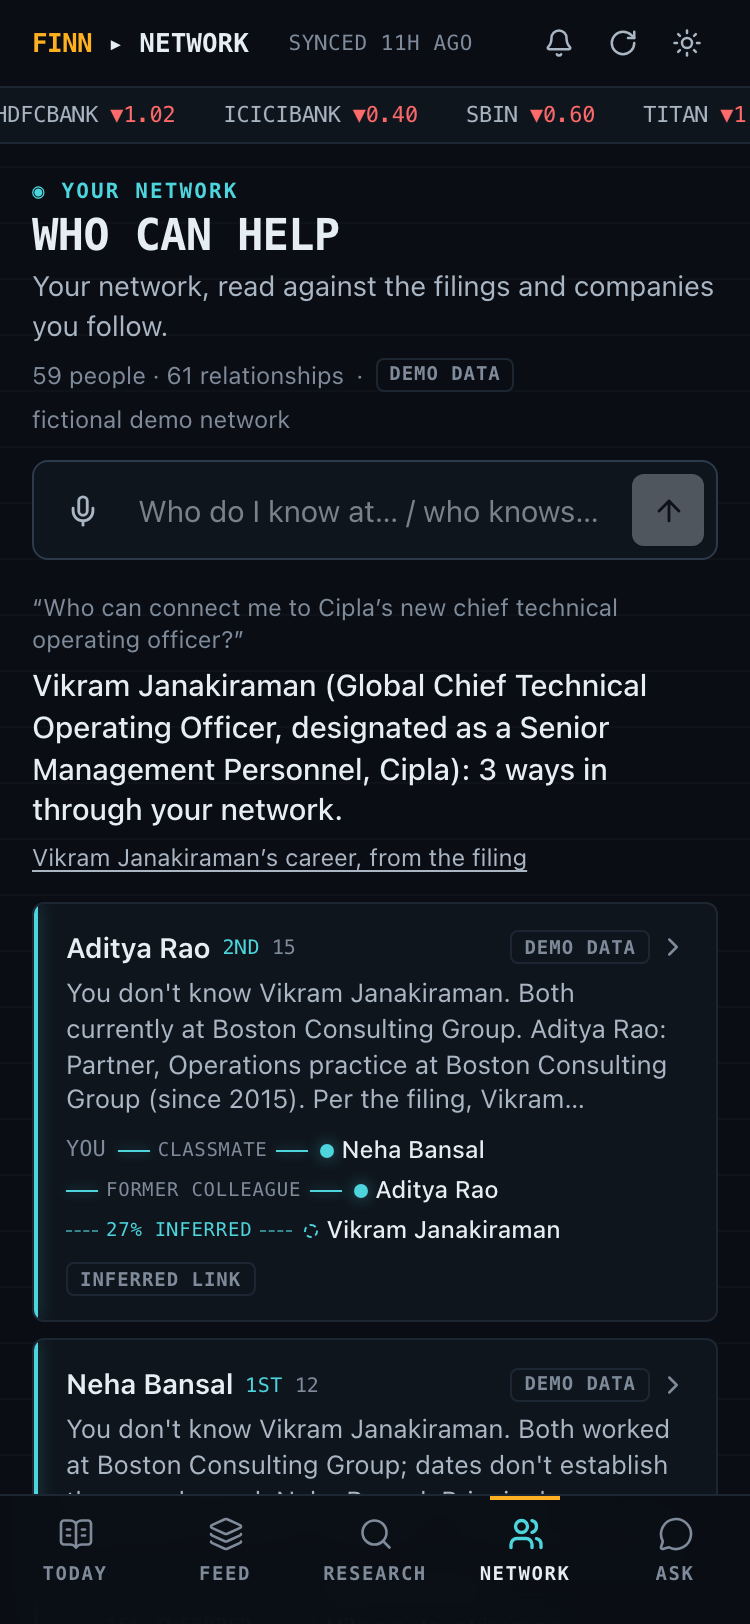 FINN ▸ NETWORK SYNCED 11H AGO
HDFCBANK ▼1.02 ICICIBANK ▼0.40 SBIN ▼0.60 TITAN ▼1
◉ YOUR NETWORK
WHO CAN HELP
Your network, read against the filings and companies
you follow.
59 people · 61 relationships · DEMO DATA
fictional demo network
Who do I know at... / who knows...
“Who can connect me to Cipla’s new chief technical
operating officer?”
Vikram Janakiraman (Global Chief Technical
Operating Officer, designated as a Senior
Management Personnel, Cipla): 3 ways in
through your network.
Vikram Janakiraman’s career, from the filing
Aditya Rao 2ND 15 DEMO DATA
You don't know Vikram Janakiraman. Both
currently at Boston Consulting Group. Aditya Rao:
Partner, Operations practice at Boston Consulting
Group (since 2015). Per the filing, Vikram...
YOU CLASSMATE Neha Bansal
FORMER COLLEAGUE Aditya Rao
27% INFERRED Vikram Janakiraman
INFERRED LINK
Neha Bansal 1ST 12 DEMO DATA
You don't know Vikram Janakiraman. Both worked
at Boston Consulting Group; dates don't establish
TODAY FEED RESEARCH NETWORK ASK